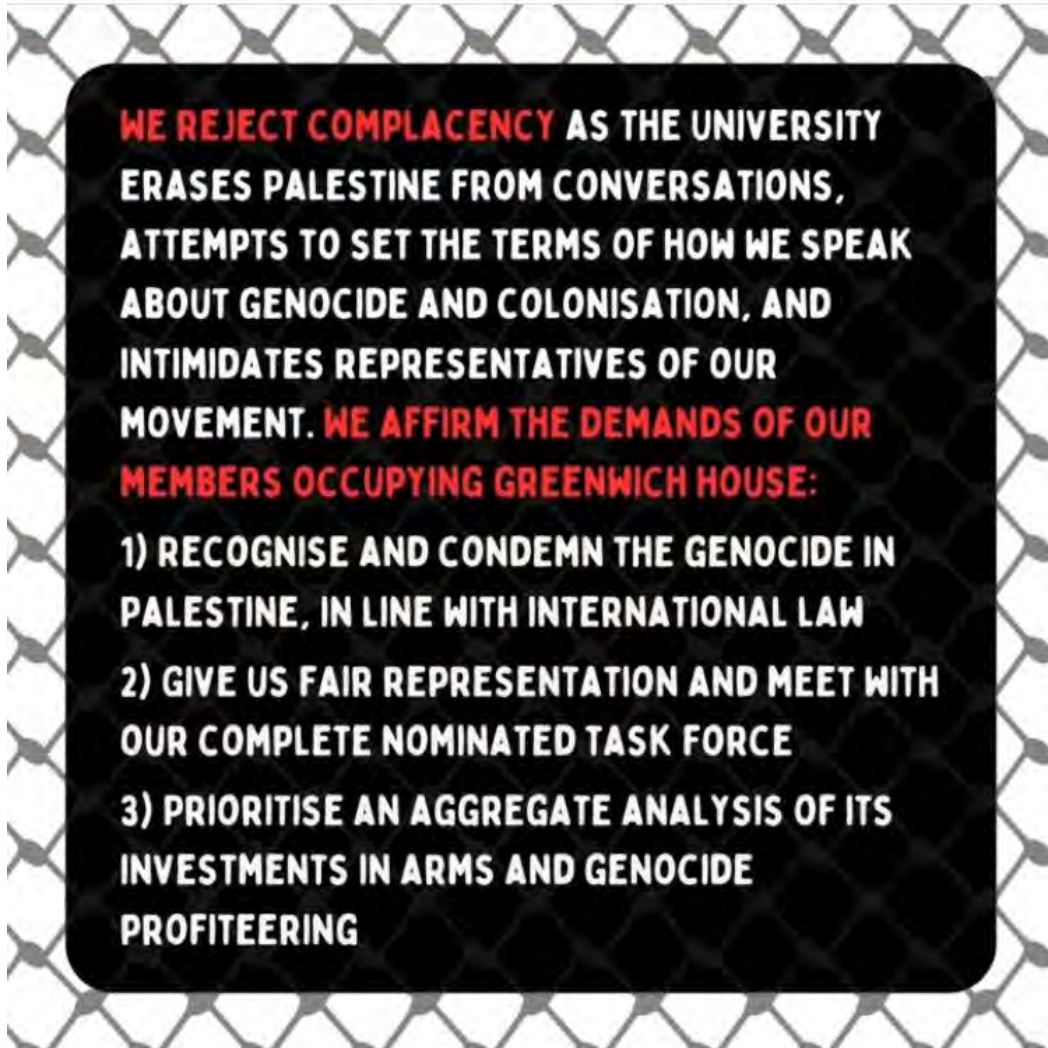 WE REJECT COMPLACENCY AS THE UNIVERSITY
ERASES PALESTINE FROM CONVERSATIONS,
ATTEMPTS TO SET THE TERMS OF HOW WE SPEAK
ABOUT GENOCIDE AND COLONISATION, AND
INTIMIDATES REPRESENTATIVES OF OUR
MOVEMENT. WE AFFIRM THE DEMANDS OF OUR
MEMBERS OCCUPYING GREENWICH HOUSE:
1) RECOGNISE AND CONDEMN THE GENOCIDE IN
PALESTINE, IN LINE WITH INTERNATIONAL LAW
2) GIVE US FAIR REPRESENTATION AND MEET WITH
OUR COMPLETE NOMINATED TASK FORCE
3) PRIORITISE AN AGGREGATE ANALYSIS OF ITS
INVESTMENTS IN ARMS AND GENOCIDE
PROFITEERING